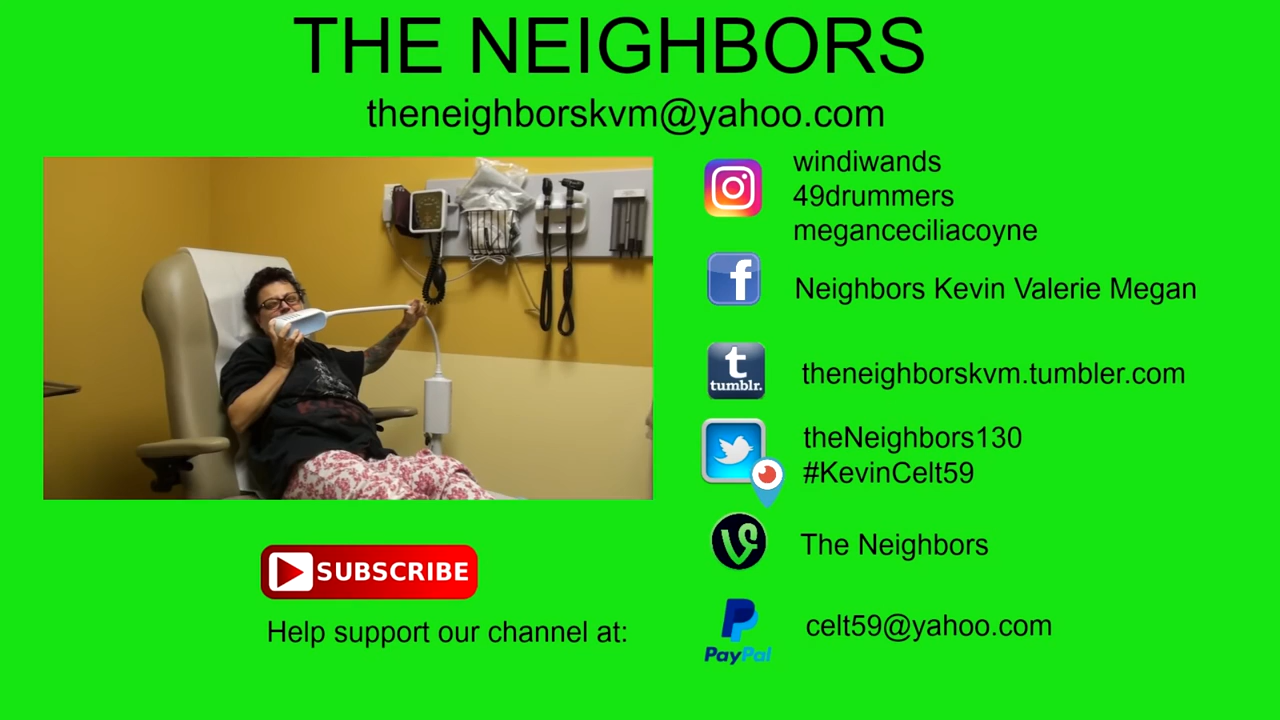 THE NEIGHBORS
theneighborskvm@yahoo.com
windiwands
49drummers
meganceciliacoyne
f
Neighbors Kevin Valerie Megan
t
tumblr.
theneighborskvm.tumbler.com
theNeighbors130
#KevinCelt59
The Neighbors
SUBSCRIBE
Help support our channel at:
PayPal
celt59@yahoo.com